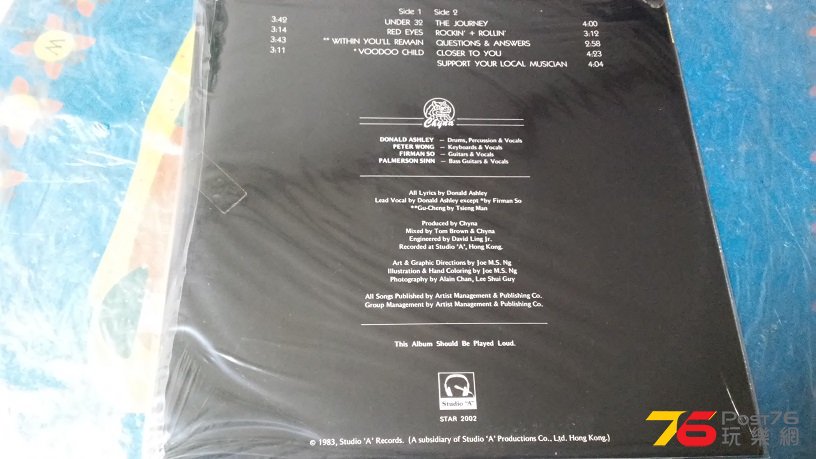 Side 1 Side 2
3:42 UNDER 32 THE JOURNEY 4:00
3:14 RED EYES ROCKIN' + ROLLIN' 3:12
3:43 ** WITHIN YOU'LL REMAIN QUESTIONS & ANSWERS 2:58
3:11 * VOODOO CHILD CLOSER TO YOU 4:23
SUPPORT YOUR LOCAL MUSICIAN 4:04
Chyna
DONALD ASHLEY — Drums, Percussion & Vocals
PETER WONG — Keyboards & Vocals
FIRMAN SO — Guitars & Vocals
PALMERSON SINN — Bass Guitars & Vocals
All Lyrics by Donald Ashley
Lead Vocal by Donald Ashley except *by Firman So
**Gu-Cheng by Tsieng Man
Produced by Chyna
Mixed by Tom Brown & Chyna
Engineered by David Ling Jr.
Recorded at Studio 'A', Hong Kong.
Art & Graphic Directions by Joe M.S. Ng
Illustration & Hand Coloring by Joe M.S. Ng
Photography by Alain Chan, Lee Shui Guy
All Songs Published by Artist Management & Publishing Co.
Group Management by Artist Management & Publishing Co.
This Album Should Be Played Loud.
Studio "A"
STAR 2002
© 1983, Studio 'A' Records. (A subsidiary of Studio 'A' Productions Co., Ltd. Hong Kong.)
76 Post76
玩樂網